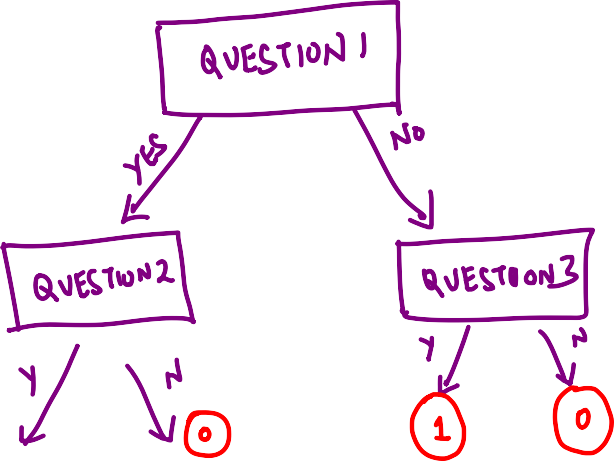 QUESTION 1
YES
NO
QUESTION 2
QUESTION 3
Y
N
Y
N
0
1
0